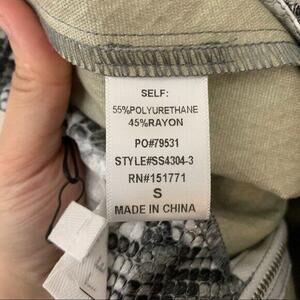 SELF:
55%POLYURETHANE
45%RAYON
PO#79531
STYLE#SS4304-3
RN#151771
S
MADE IN CHINA